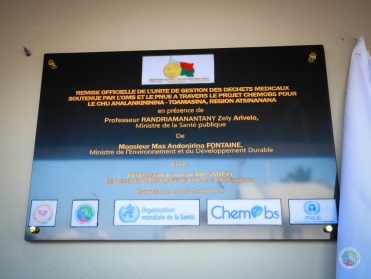 REMISE OFFICIELLE DE L'UNITE DE GESTION DES DECHETS MEDICAUX
SOUTENUE PAR L'OMS ET LE PNUE A TRAVERS LE PROJET CHEMOBS POUR
LE CHU ANALANKININA - TOAMASINA, REGION ATSINANANA
en présence de
Professeur RANDRIAMANANTANY Zely Arivelo,
Ministre de la Santé publique
De
Monsieur Max Andonirina FONTAINE,
Ministre de l'Environnement et du Développement Durable
Organisation
mondiale de la Santé
ChemObs
PNUE